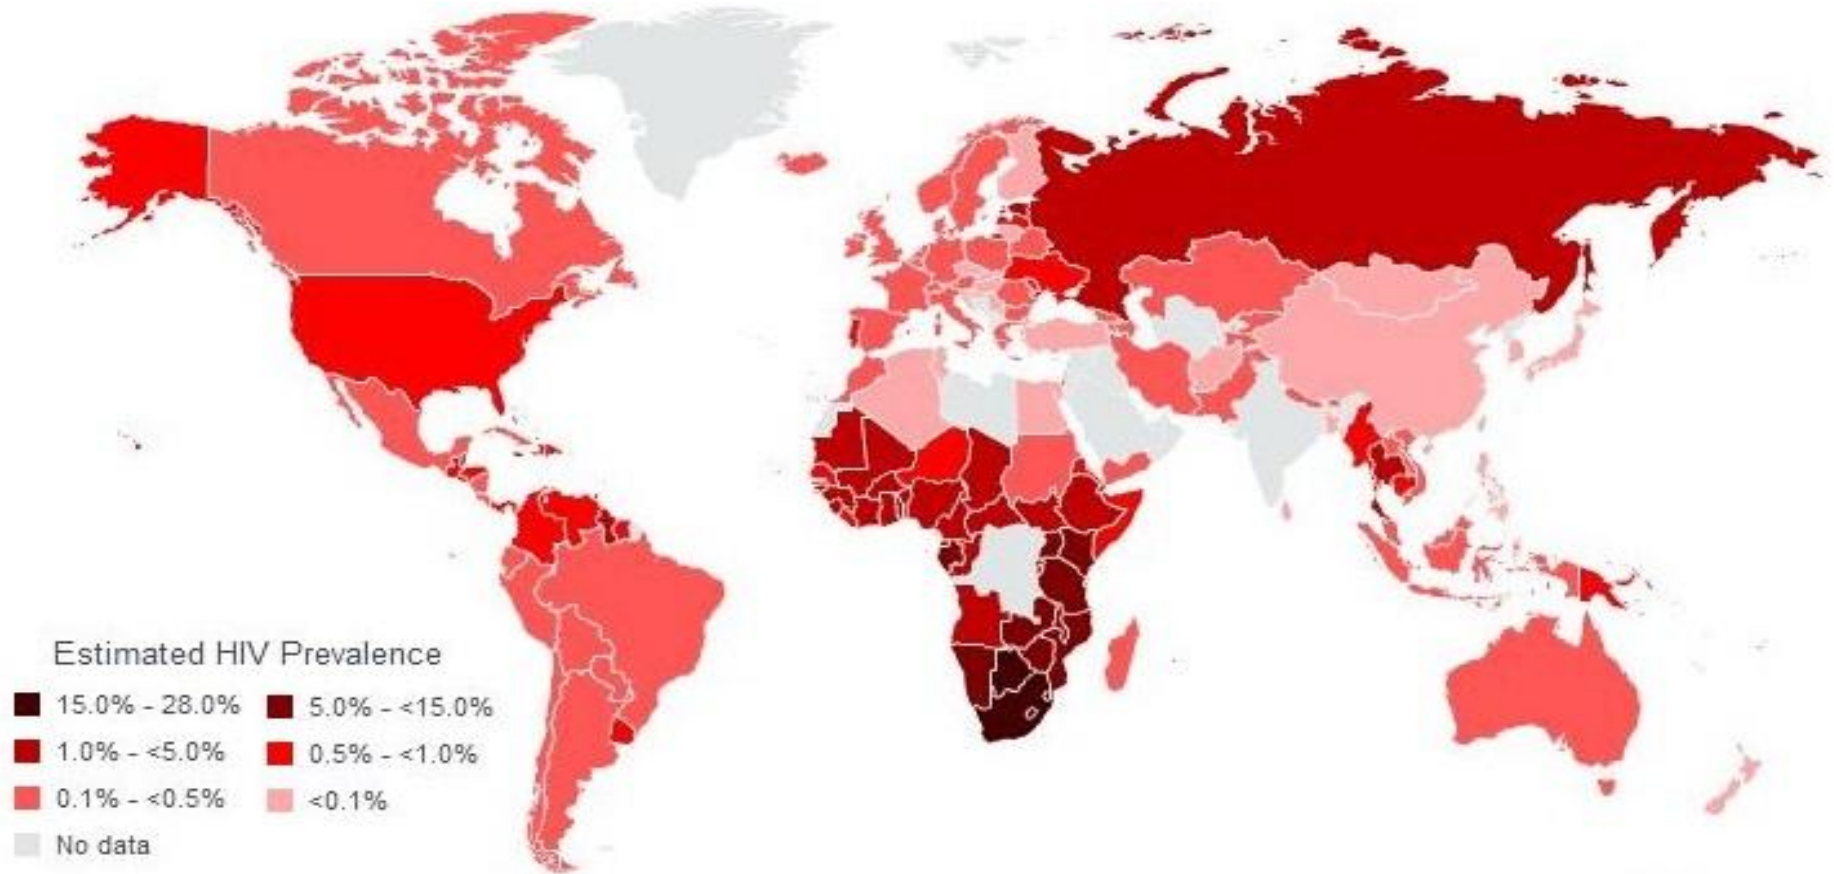 Estimated HIV Prevalence
15.0% - 28.0% 5.0% - <15.0%
1.0% - <5.0% 0.5% - <1.0%
0.1% - <0.5% <0.1%
No data